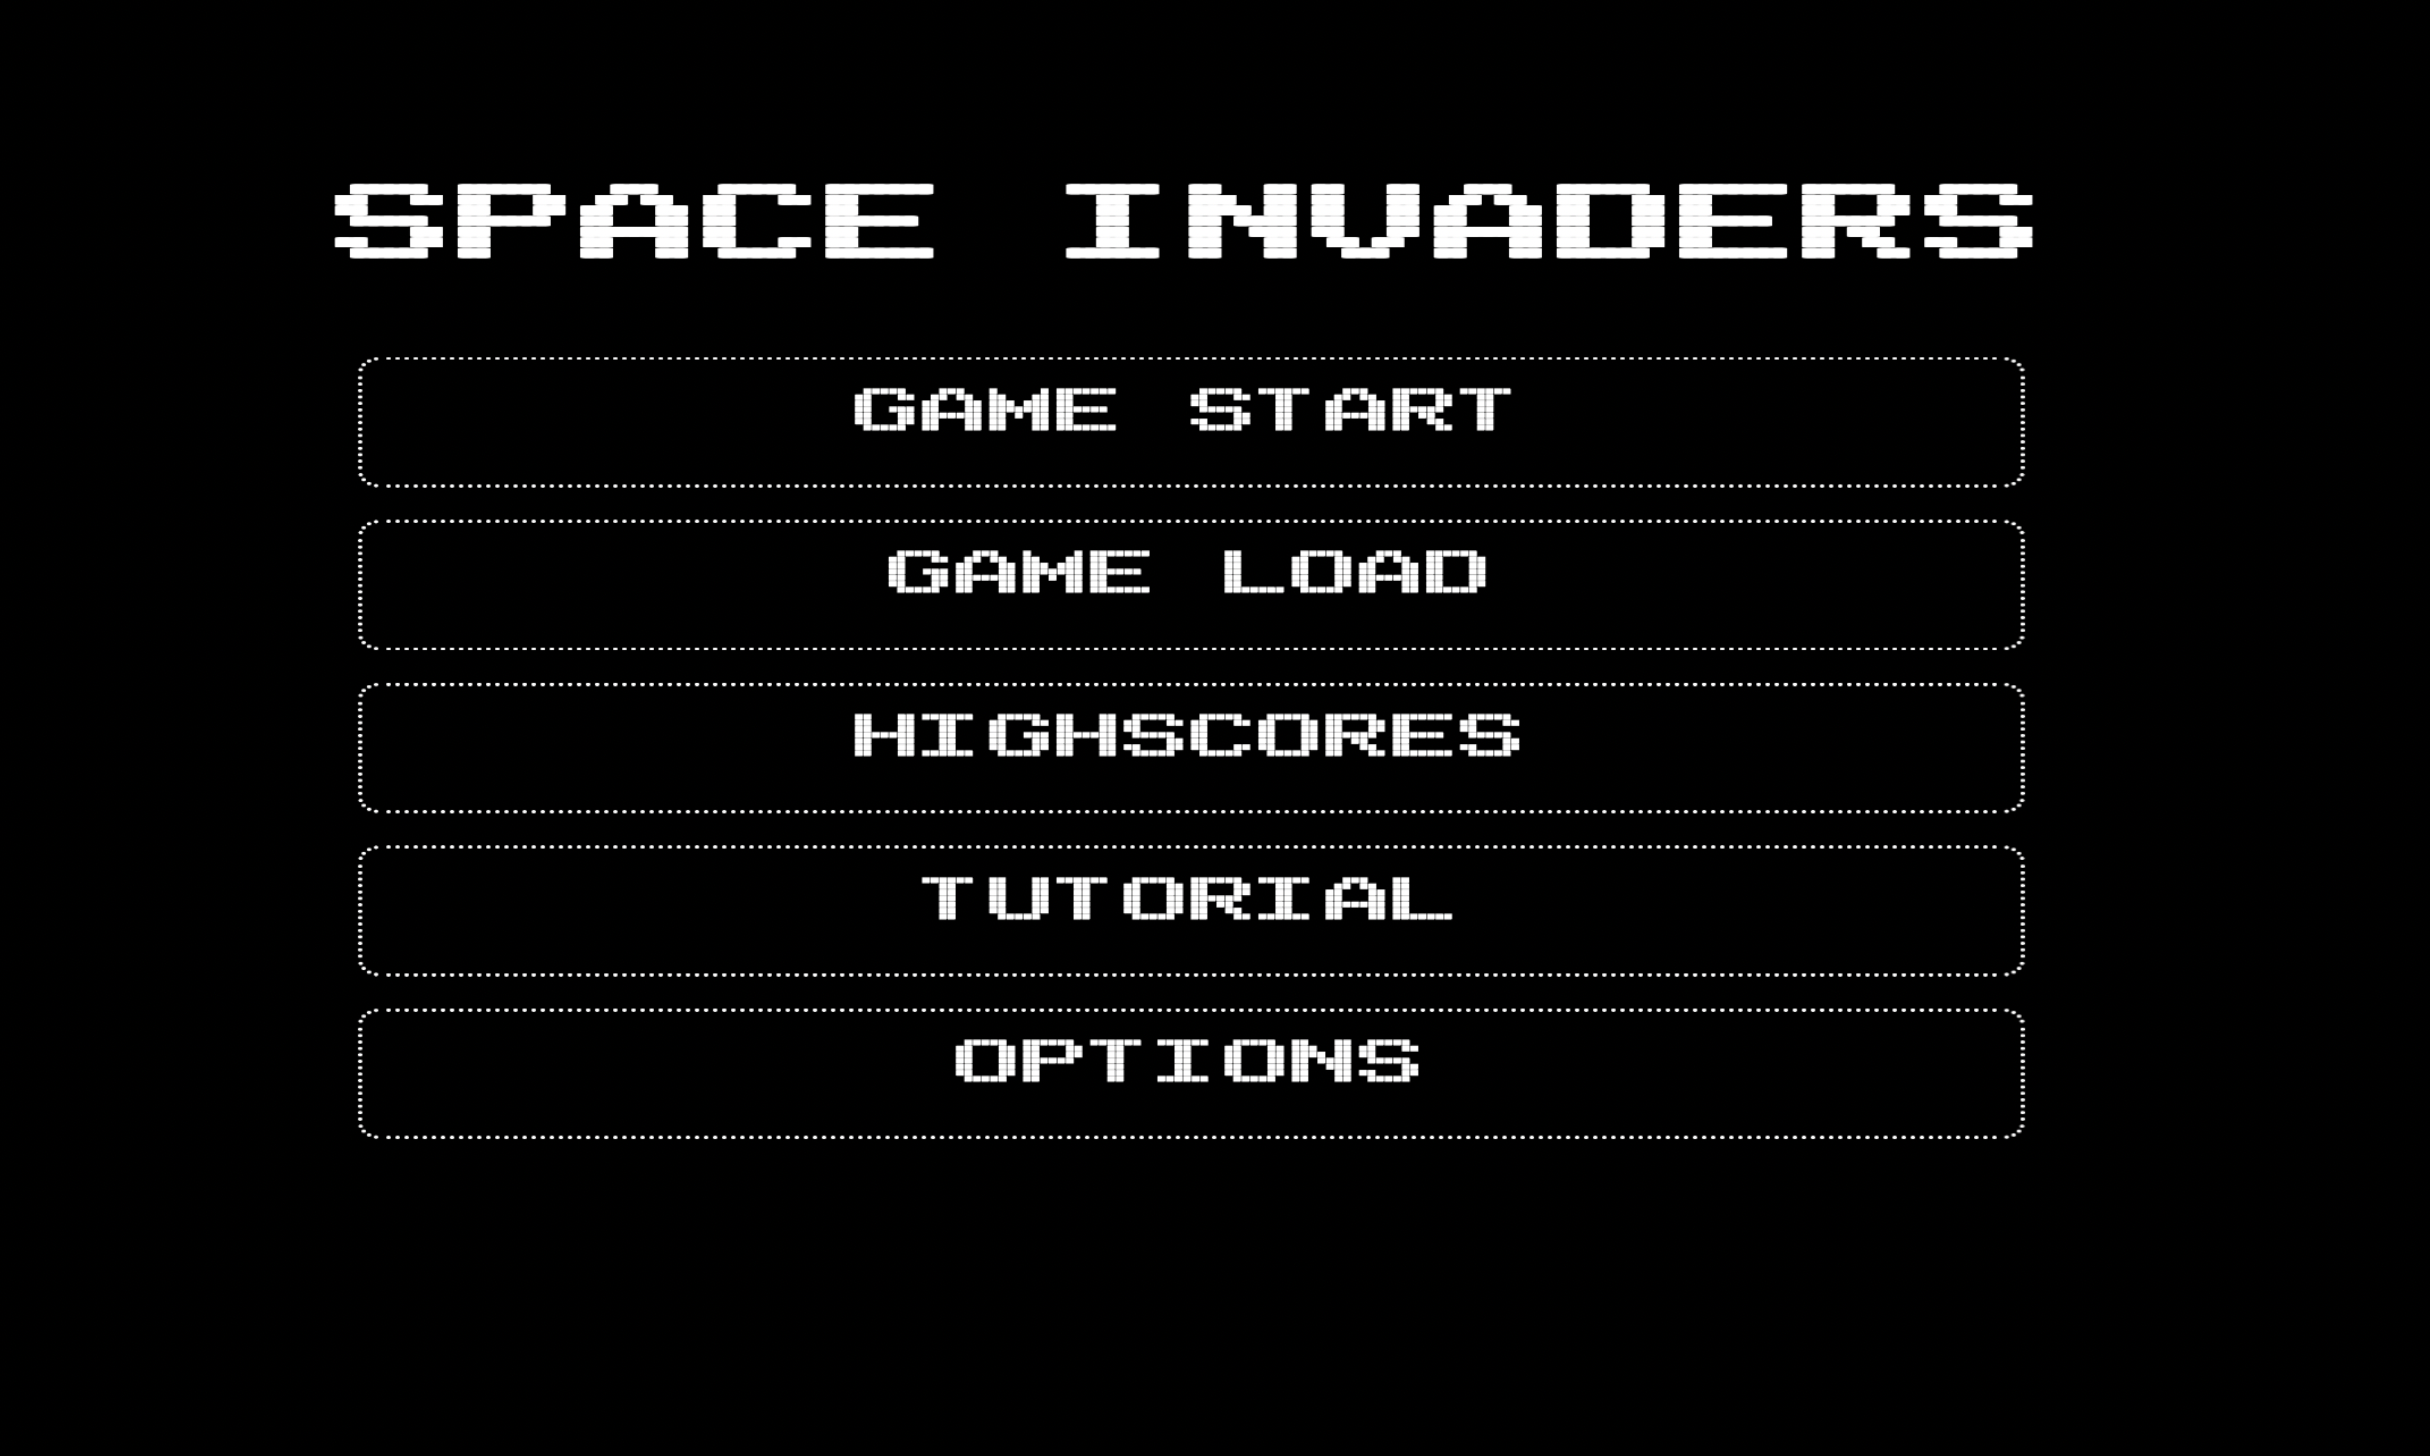 SPACE INVADERS
GAME START
GAME LOAD
HIGHSCORES
TUTORIAL
OPTIONS